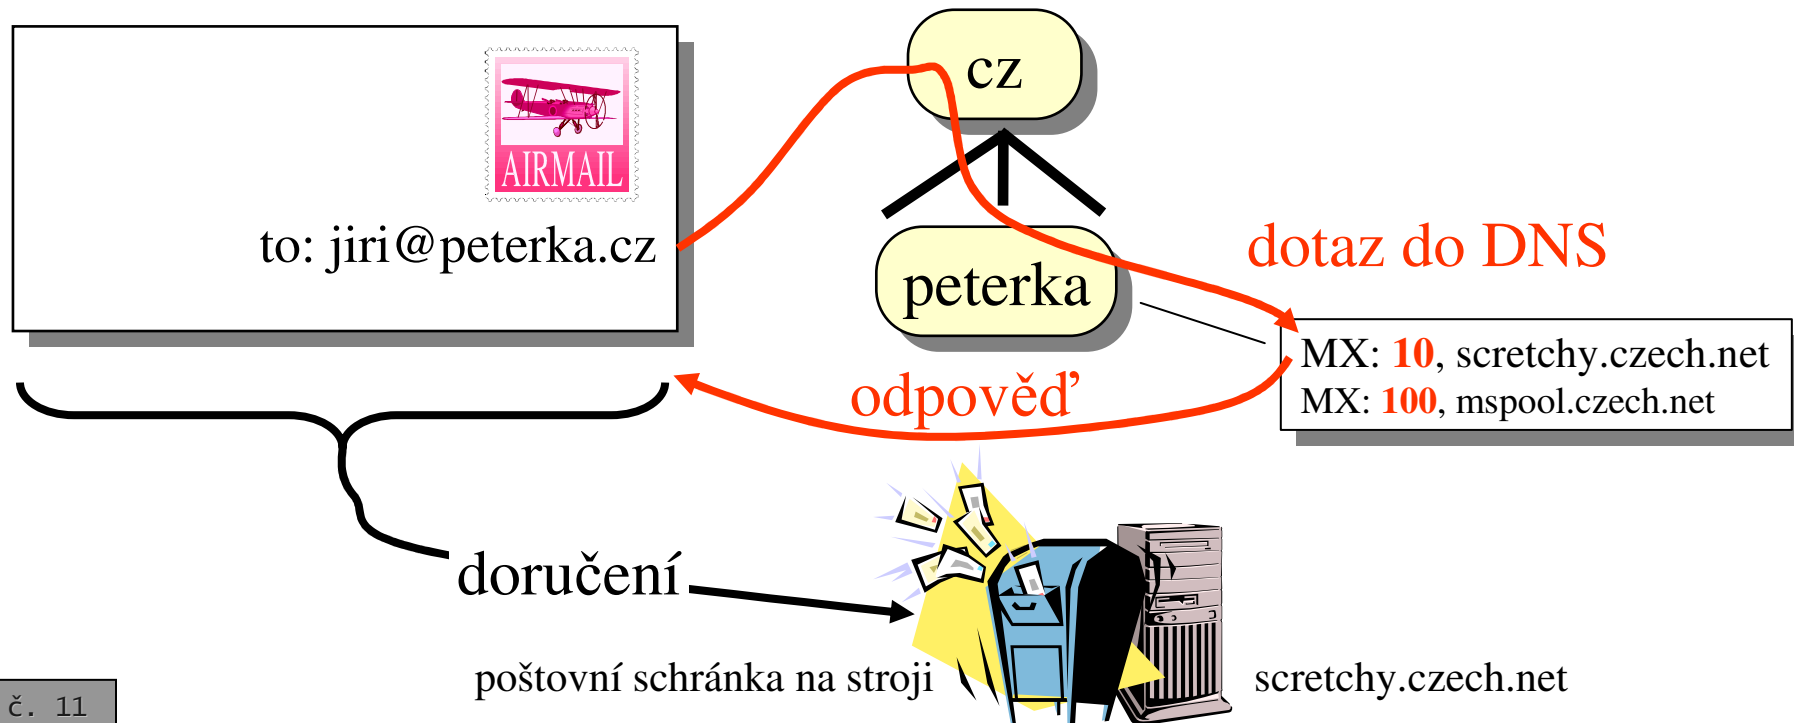 cz
AIRMAIL
to: jiri@peterka.cz
dotaz do DNS
peterka
MX: 10, scretchy.czech.net
MX: 100, mspool.czech.net
odpověď
doručení
poštovní schránka na stroji
scretchy.czech.net
č. 11